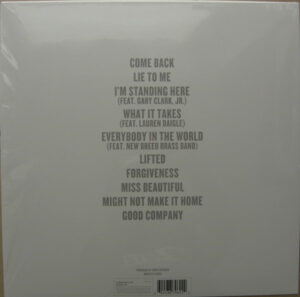 COME BACK
LIE TO ME
I'M STANDING HERE
(FEAT. GARY CLARK, JR.)
WHAT IT TAKES
(FEAT. LAUREN DAIGLE)
EVERYBODY IN THE WORLD
(FEAT. NEW BREED BRASS BAND)
LIFTED
FORGIVENESS
MISS BEAUTIFUL
MIGHT NOT MAKE IT HOME
GOOD COMPANY